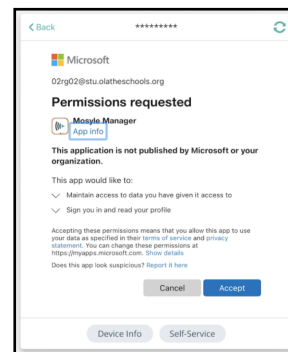 Back
*********
Microsoft
02rg02@stu.olatheschools.org
Permissions requested
Mosyle Manager
App info
This application is not published by Microsoft or your
organization.
This app would like to:
Maintain access to data you have given it access to
Sign you in and read your profile
Accepting these permissions means that you allow this app to use
your data as specified in their terms of service and privacy
statement. You can change these permissions at
https://myapps.microsoft.com. Show details
Does this app look suspicious? Report it here
Cancel Accept
Device Info Self-Service